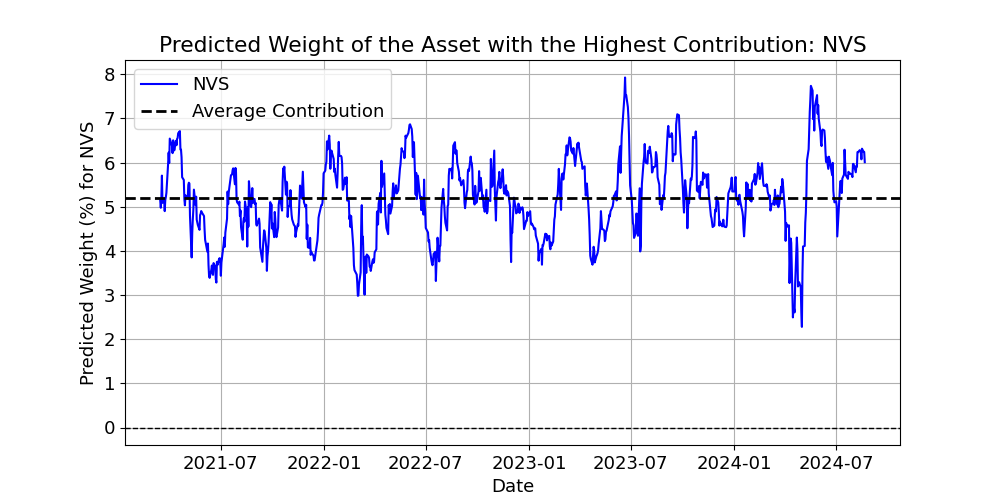 Predicted Weight of the Asset with the Highest Contribution: NVS
NVS
Average Contribution
Predicted Weight (%) for NVS
8
7
6
5
4
3
2
1
0
2021-07 2022-01 2022-07 2023-01 2023-07 2024-01 2024-07
Date